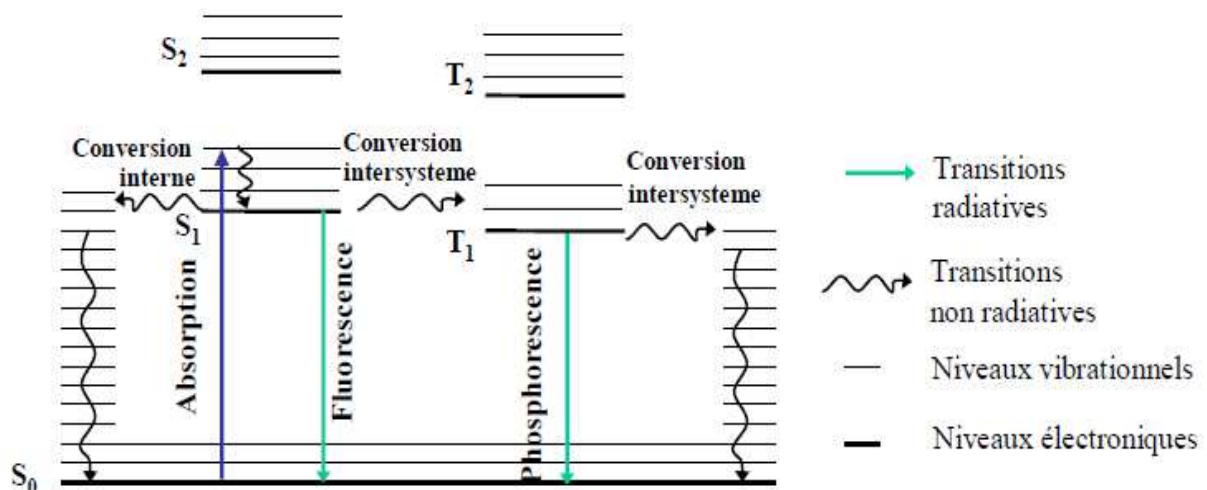 S2
T2
Conversion
interne
Conversion
intersysteme
Conversion
intersysteme
S1
T1
Absorption
Fluorescence
Phosphorescence
S0
Transitions
radiatives
Transitions
non radiatives
Niveaux vibrationnels
Niveaux électroniques